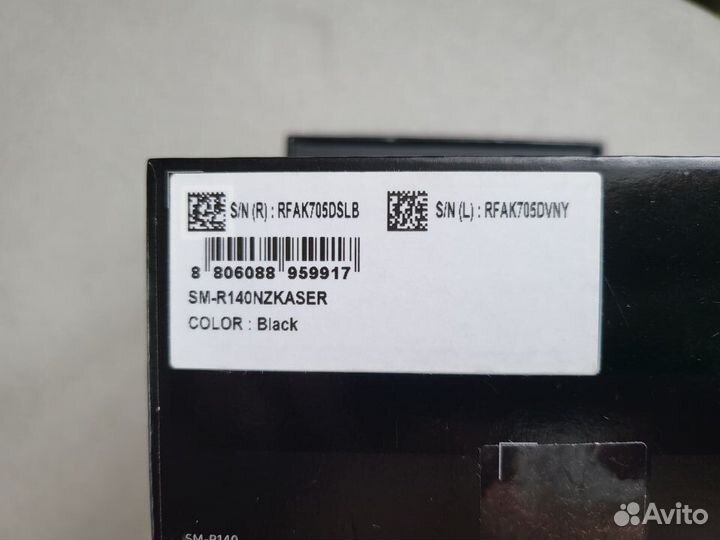 S/N (R) : RFAK705DSLB
S/N (L) : RFAK705DVNY
8 806088 959917
SM-R140NZKASER
COLOR : Black
SM-R140
Avito